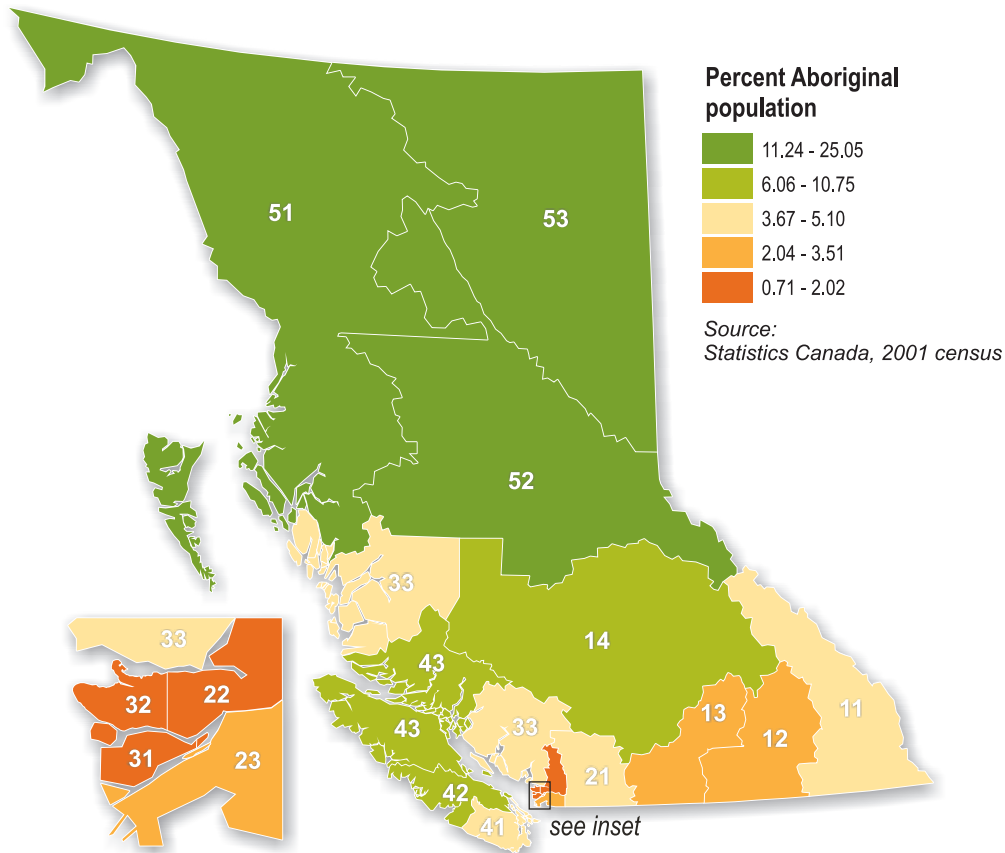 Percent Aboriginal
population
11.24 - 25.05
6.06 - 10.75
3.67 - 5.10
2.04 - 3.51
0.71 - 2.02
Source:
Statistics Canada, 2001 census
51
53
52
33
14
43
43
33
13
12
11
21
42
41
see inset
33
32
22
31
23